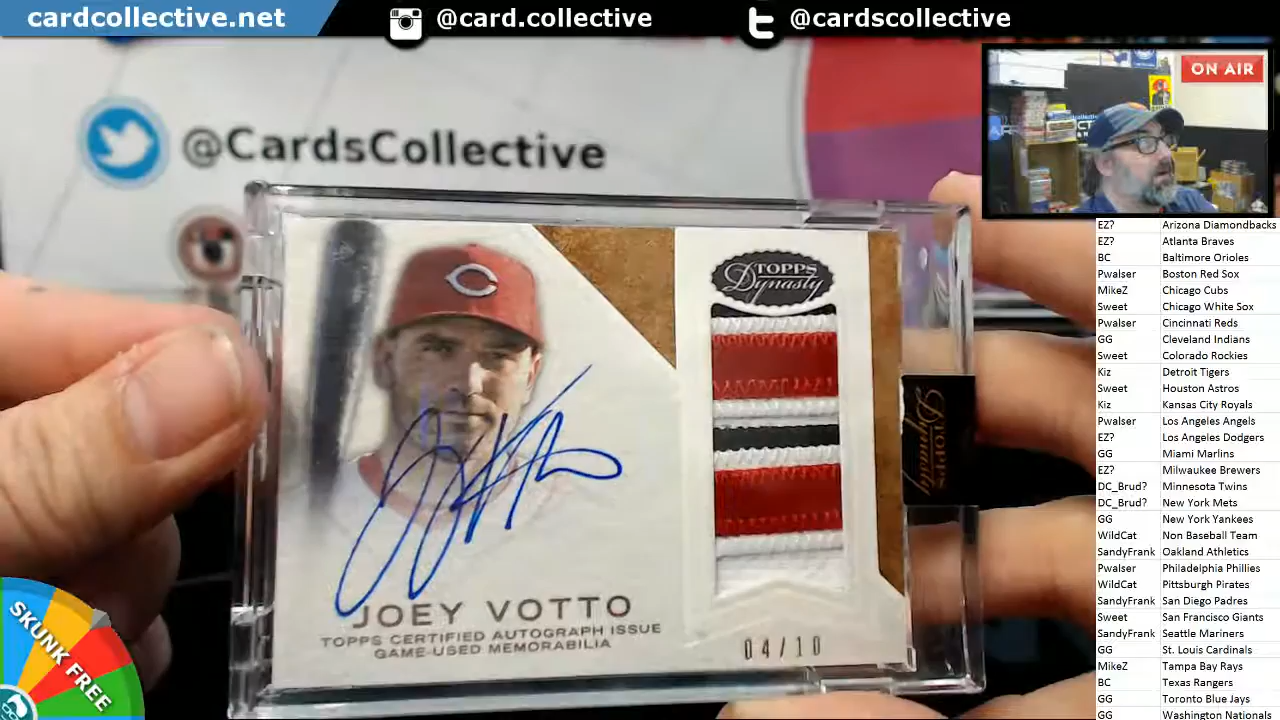 cardcollective.net
@card.collective
@cardscollective
ON AIR
@CardsCollective
TOPPS
Dynasty
JOEY VOTTO
TOPPS CERTIFIED AUTOGRAPH ISSUE
GAME-USED MEMORABILIA
04/10
TOPPS
Dynasty
SKUNK FREE
EZ? Arizona Diamondbacks
EZ? Atlanta Braves
BC Baltimore Orioles
Pwalser Boston Red Sox
MikeZ Chicago Cubs
Sweet Chicago White Sox
Pwalser Cincinnati Reds
GG Cleveland Indians
Sweet Colorado Rockies
Kiz Detroit Tigers
Sweet Houston Astros
Kiz Kansas City Royals
Pwalser Los Angeles Angels
EZ? Los Angeles Dodgers
GG Miami Marlins
EZ? Milwaukee Brewers
DC_Brud? Minnesota Twins
DC_Brud? New York Mets
GG New York Yankees
WildCat Non Baseball Team
SandyFrank Oakland Athletics
Pwalser Philadelphia Phillies
WildCat Pittsburgh Pirates
SandyFrank San Diego Padres
Sweet San Francisco Giants
SandyFrank Seattle Mariners
GG St. Louis Cardinals
MikeZ Tampa Bay Rays
BC Texas Rangers
GG Toronto Blue Jays
GG Washington Nationals